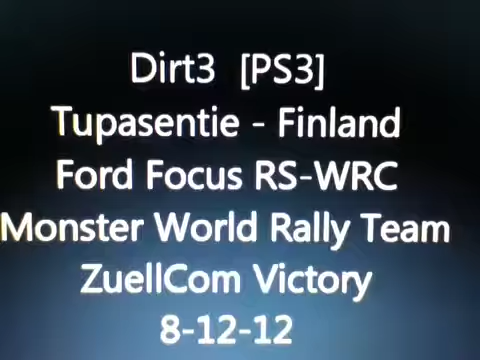 Dirt3 [PS3]
Tupasentie - Finland
Ford Focus RS-WRC
Monster World Rally Team
ZuellCom Victory
8-12-12